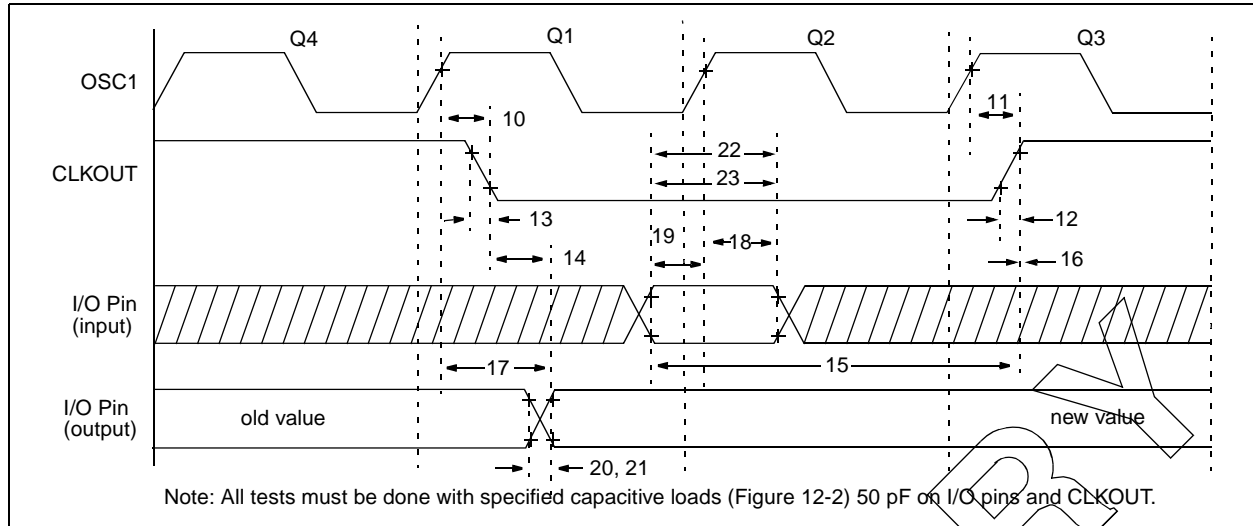 Q4 Q1 Q2 Q3
OSC1
10 11
22
CLKOUT
23
13 12
19 18
14 16
I/O Pin
(input)
17 15
I/O Pin
(output)
old value new value
20, 21
Note: All tests must be done with specified capacitive loads (Figure 12-2) 50 pF on I/O pins and CLKOUT.
R
Y